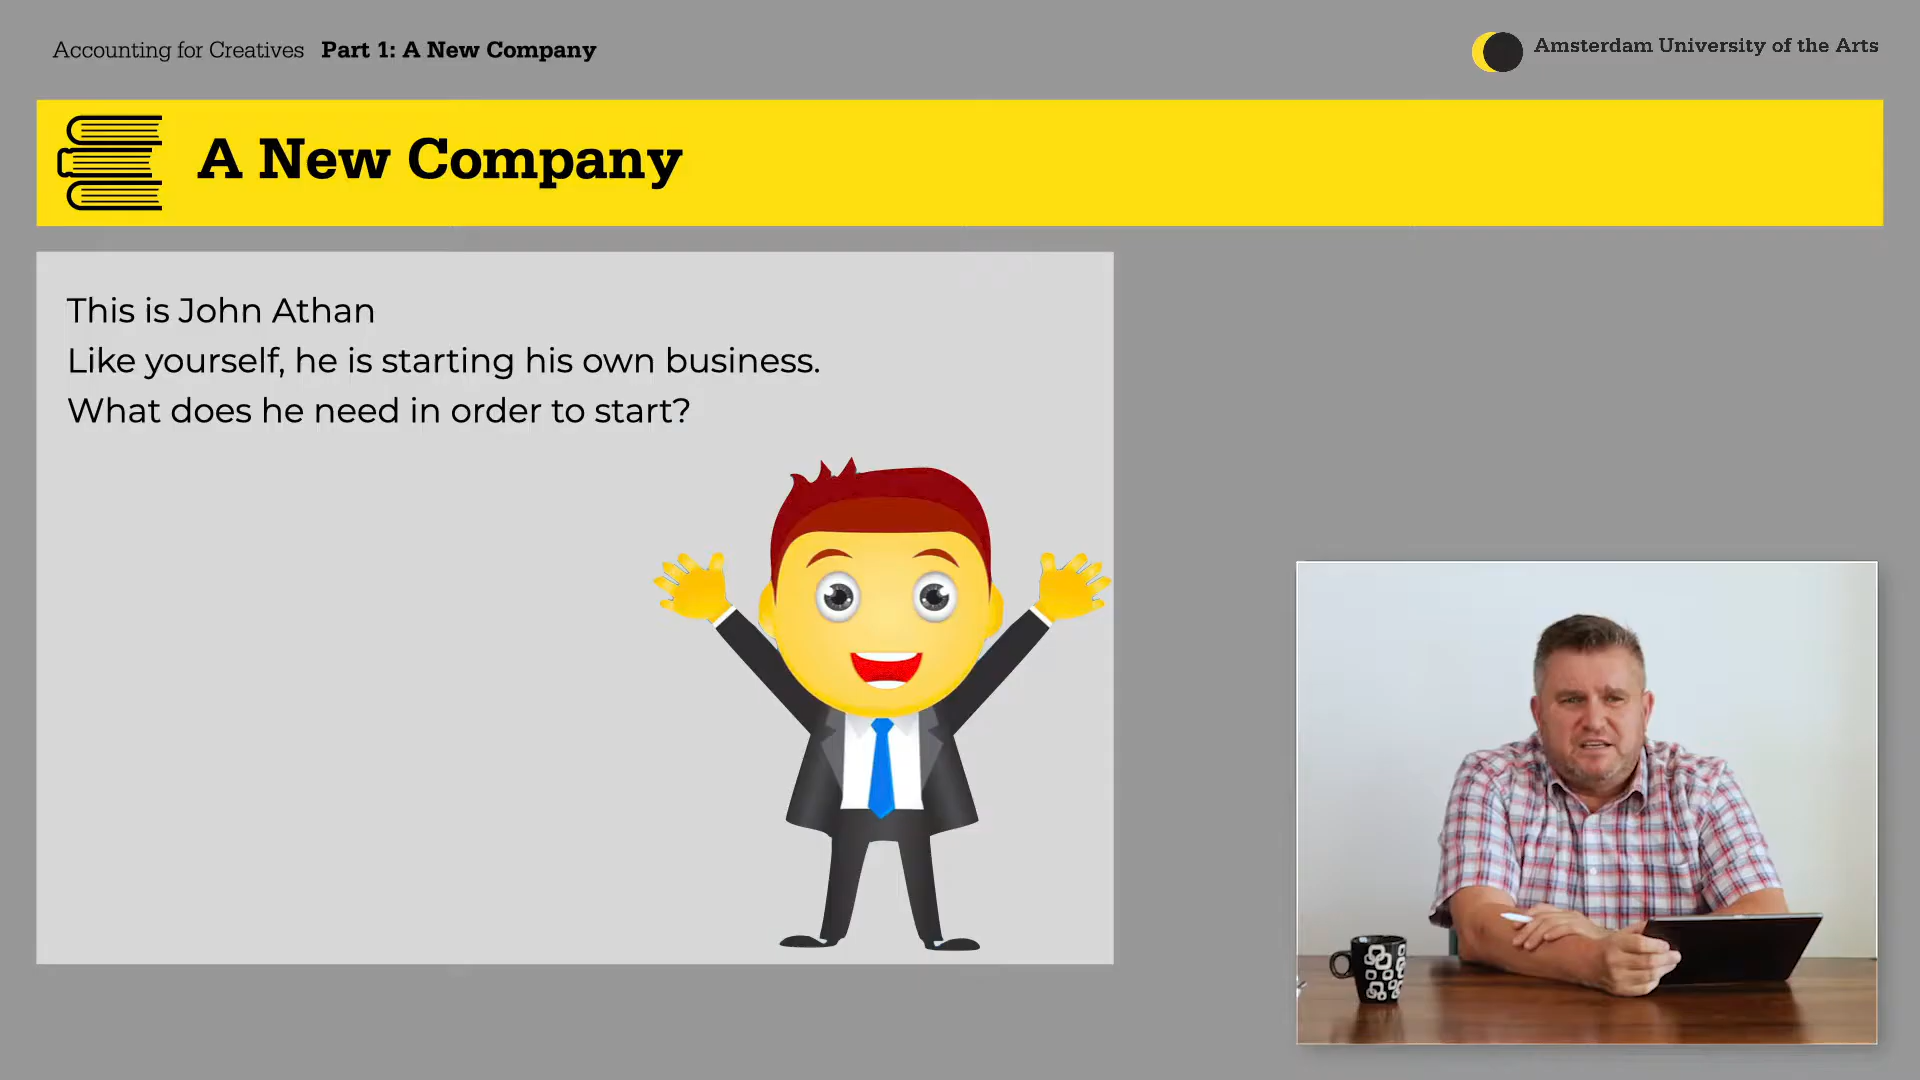 Accounting for Creatives Part 1: A New Company
Amsterdam University of the Arts
A New Company
This is John Athan
Like yourself, he is starting his own business.
What does he need in order to start?